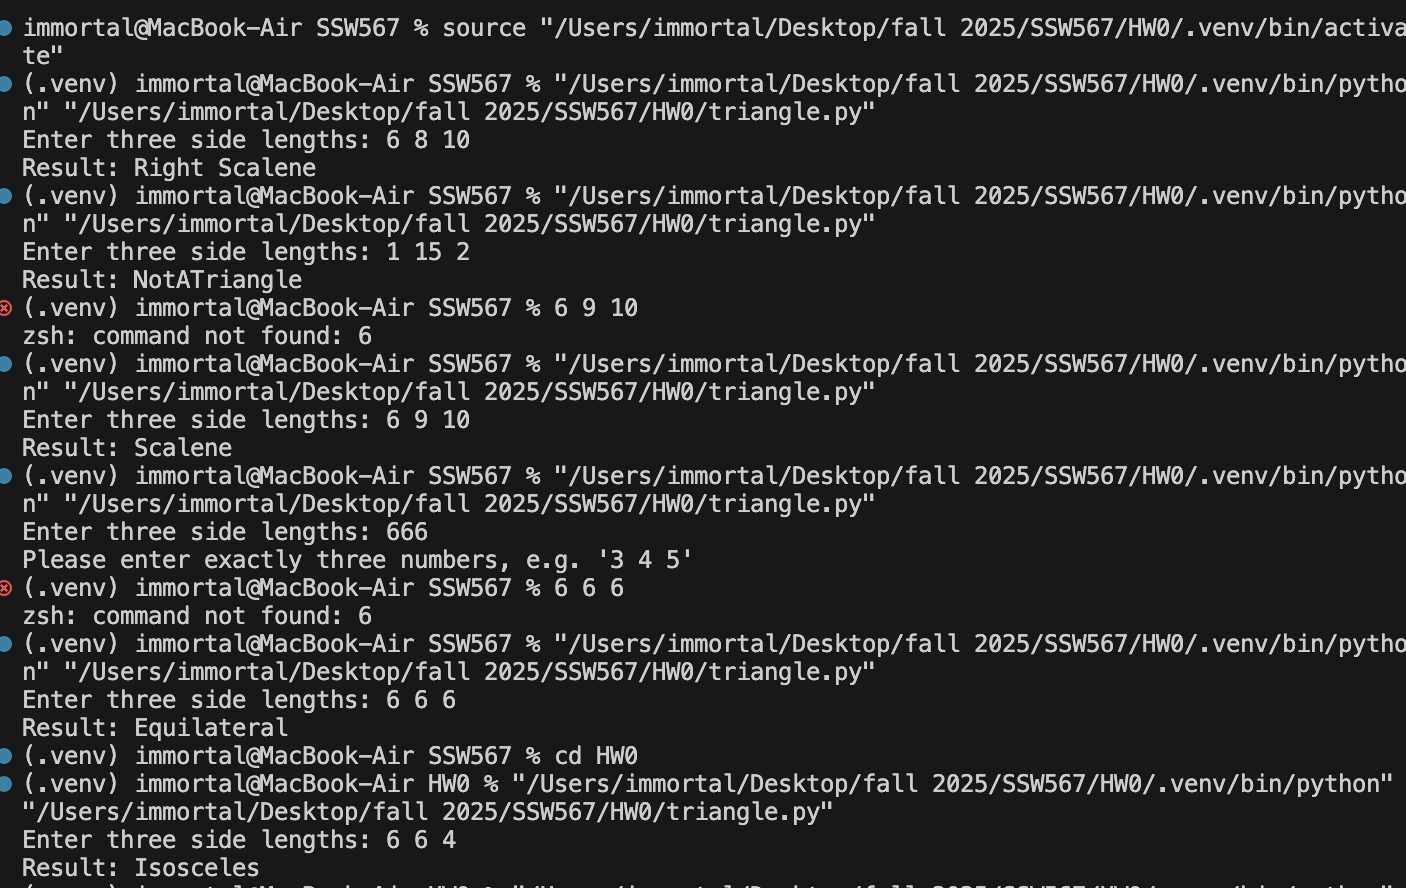 immortal@MacBook-Air SSW567 % source "/Users/immortal/Desktop/fall 2025/SSW567/HW0/.venv/bin/activa
te"
(.venv) immortal@MacBook-Air SSW567 % "/Users/immortal/Desktop/fall 2025/SSW567/HW0/.venv/bin/pytho
n" "/Users/immortal/Desktop/fall 2025/SSW567/HW0/triangle.py"
Enter three side lengths: 6 8 10
Result: Right Scalene
(.venv) immortal@MacBook-Air SSW567 % "/Users/immortal/Desktop/fall 2025/SSW567/HW0/.venv/bin/pytho
n" "/Users/immortal/Desktop/fall 2025/SSW567/HW0/triangle.py"
Enter three side lengths: 1 15 2
Result: NotATriangle
(.venv) immortal@MacBook-Air SSW567 % 6 9 10
zsh: command not found: 6
(.venv) immortal@MacBook-Air SSW567 % "/Users/immortal/Desktop/fall 2025/SSW567/HW0/.venv/bin/pytho
n" "/Users/immortal/Desktop/fall 2025/SSW567/HW0/triangle.py"
Enter three side lengths: 6 9 10
Result: Scalene
(.venv) immortal@MacBook-Air SSW567 % "/Users/immortal/Desktop/fall 2025/SSW567/HW0/.venv/bin/pytho
n" "/Users/immortal/Desktop/fall 2025/SSW567/HW0/triangle.py"
Enter three side lengths: 666
Please enter exactly three numbers, e.g. '3 4 5'
(.venv) immortal@MacBook-Air SSW567 % 6 6 6
zsh: command not found: 6
(.venv) immortal@MacBook-Air SSW567 % "/Users/immortal/Desktop/fall 2025/SSW567/HW0/.venv/bin/pytho
n" "/Users/immortal/Desktop/fall 2025/SSW567/HW0/triangle.py"
Enter three side lengths: 6 6 6
Result: Equilateral
(.venv) immortal@MacBook-Air SSW567 % cd HW0
(.venv) immortal@MacBook-Air HW0 % "/Users/immortal/Desktop/fall 2025/SSW567/HW0/.venv/bin/python"
"/Users/immortal/Desktop/fall 2025/SSW567/HW0/triangle.py"
Enter three side lengths: 6 6 4
Result: Isosceles